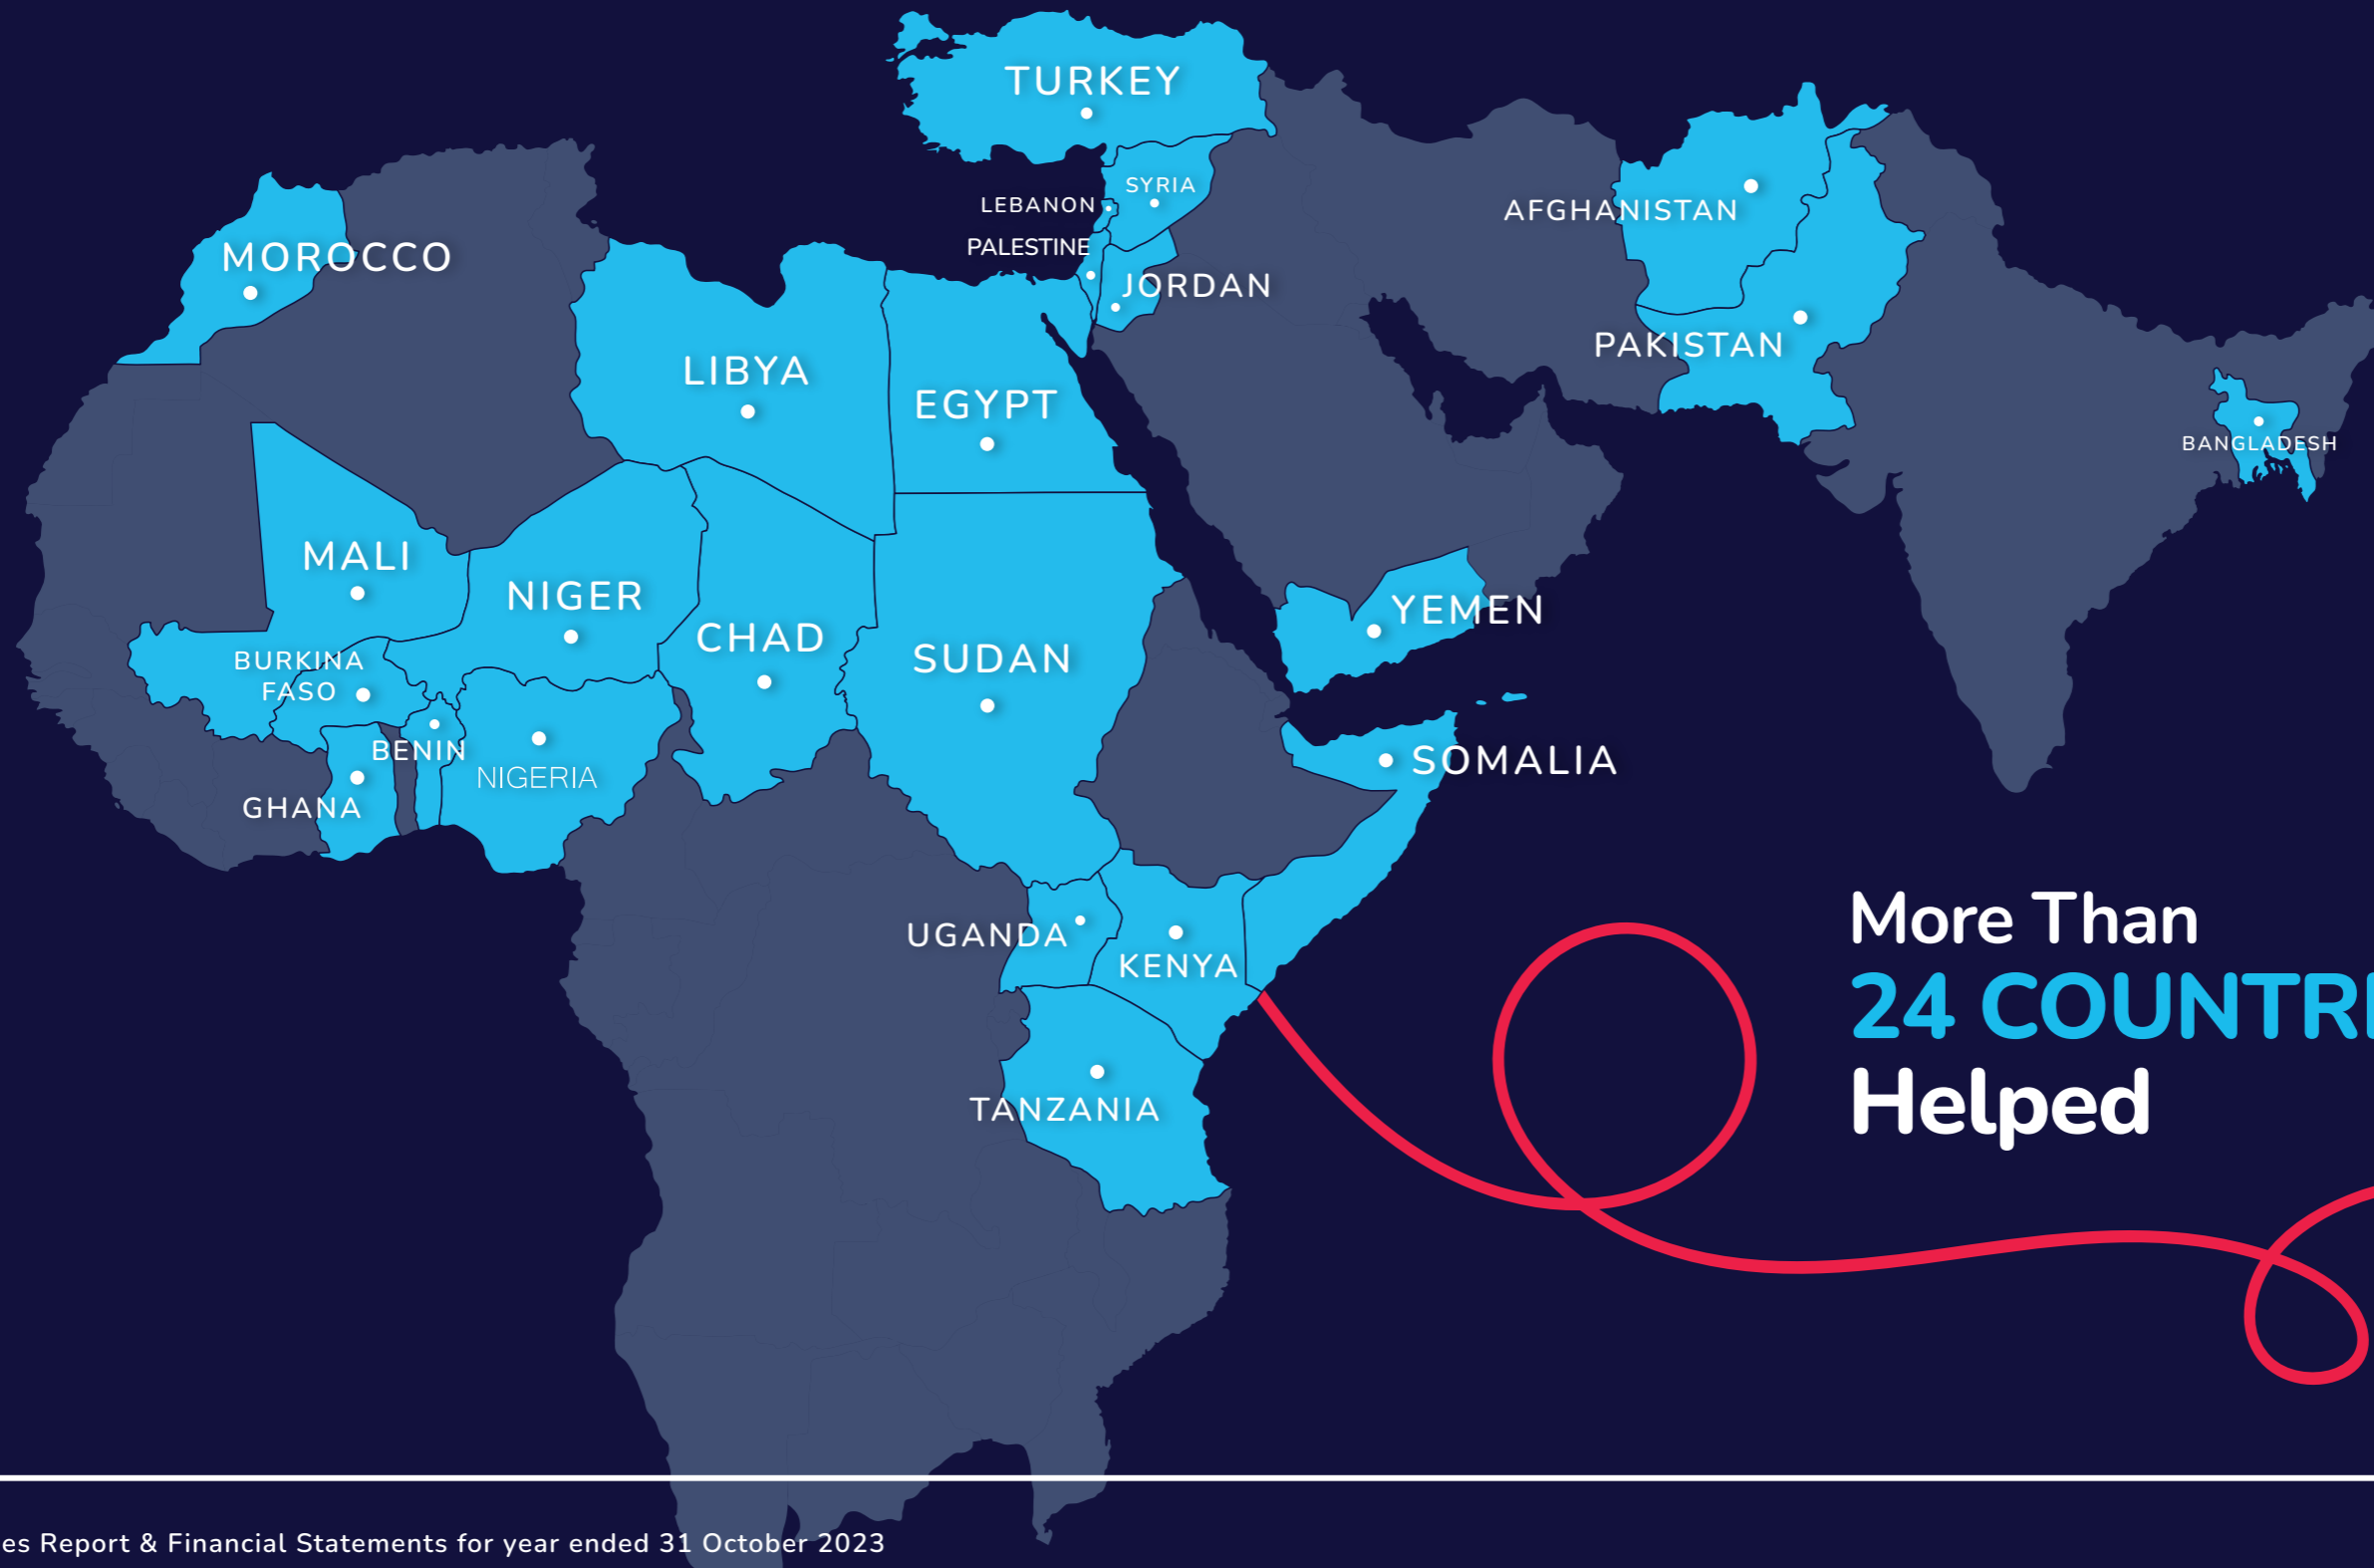 TURKEY
SYRIA
LEBANON
PALESTINE
JORDAN
AFGHANISTAN
PAKISTAN
BANGLADESH
MOROCCO
LIBYA
EGYPT
MALI
NIGER
CHAD
SUDAN
YEMEN
BURKINA
FASO
BENIN
NIGERIA
GHANA
SOMALIA
UGANDA
KENYA
TANZANIA
More Than
24 COUNTRI
Helped
es Report & Financial Statements for year ended 31 October 2023